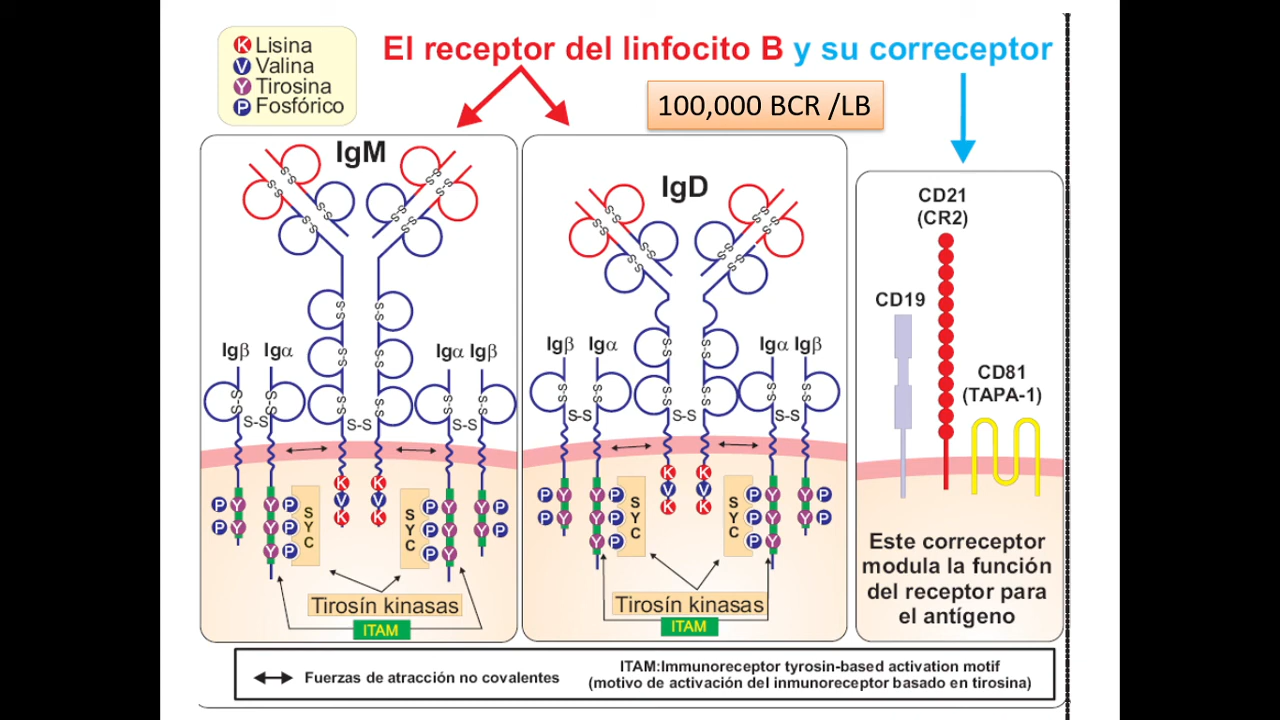 K Lisina
V Valina
Y Tirosina
P Fosfórico
El receptor del linfocito B y su correceptor
100,000 BCR /LB
IgM
S-S S-S S-S S-S
S-S S-S
S-S S-S
Igβ Igα
Igα Igβ
S-S S-S S-S S-S S-S S-S
S-S S-S S-S
K K
V V
K K
P Y Y P
P Y Y P
Y P
SYC
SYC
P Y Y P
P Y Y P
P Y
Tirosín kinasas
ITAM
IgD
S-S S-S S-S S-S
S-S S-S
Igβ Igα
Igα Igβ
S-S S-S S-S S-S S-S S-S
S-S S-S S-S
K K
V V
K K
P Y Y P
P Y Y P
Y P
SYC
SYC
P Y Y P
P Y Y P
P Y
Tirosín kinasas
ITAM
CD21
(CR2)
CD19
CD81
(TAPA-1)
Este correceptor
modula la función
del receptor para
el antígeno
Fuerzas de atracción no covalentes
ITAM:Immunoreceptor tyrosin-based activation motif
(motivo de activación del inmunoreceptor basado en tirosina)